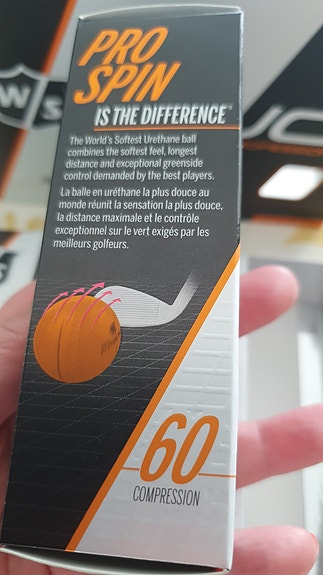 PRO
SPIN
IS THE DIFFERENCE™
The World's Softest Urethane ball
combines the softest feel, longest
distance and exceptional greenside
control demanded by the best players.
La balle en uréthane la plus douce au
monde réunit la sensation la plus douce,
la distance maximale et le contrôle
exceptionnel sur le vert exigés par les
meilleurs golfeurs.
60
COMPRESSION
W S